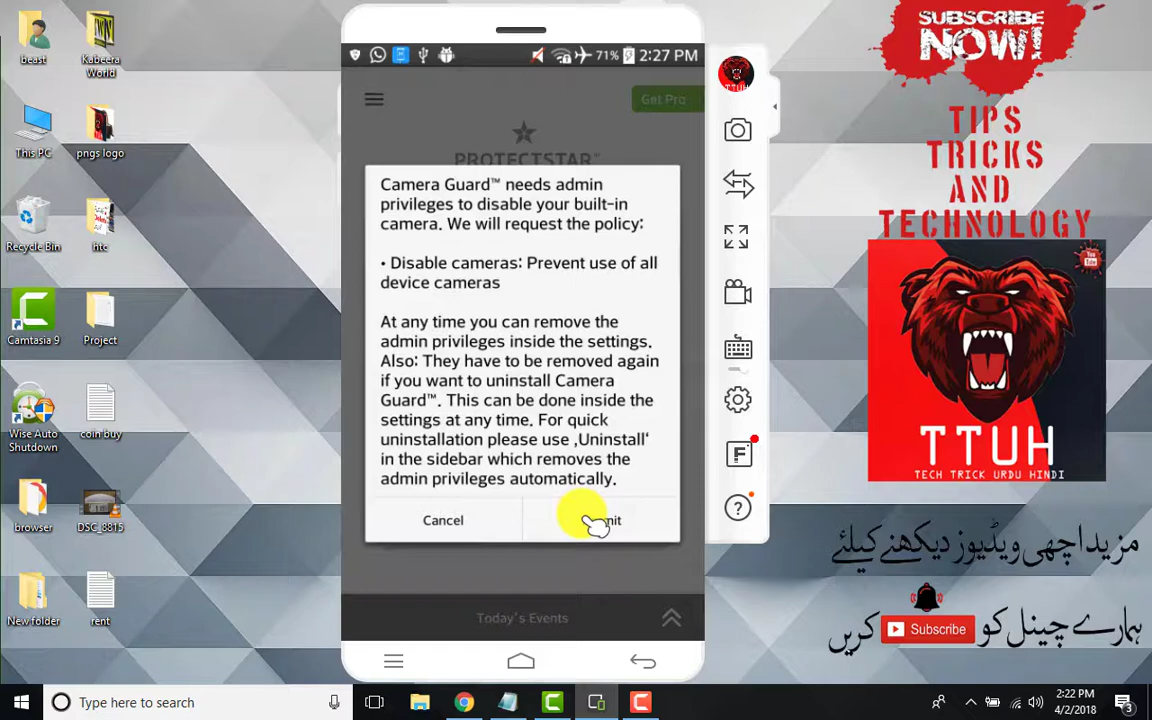 beast
Kabeera
World
This PC
pngs logo
Recycle Bin
htc
Camtasia 9
Project
Wise Auto
Shutdown
coin buy
browser
DSC_8815
New folder
rent
71% 2:27 PM
Get Pro
PROTECTSTAR™
Camera Guard™ needs admin
privileges to disable your built-in
camera. We will request the policy:
• Disable cameras: Prevent use of all
device cameras
At any time you can remove the
admin privileges inside the settings.
Also: They have to be removed again
if you want to uninstall Camera
Guard™. This can be done inside the
settings at any time. For quick
uninstallation please use ‚Uninstall‘
in the sidebar which removes the
admin privileges automatically.
Cancel
Today's Events
TTUH
F
?
SUBSCRIBE
NOW!
TIPS
TRICKS
AND
TECHNOLOGY
You
Tube
TTUH
TECH TRICK URDU HINDI
مزید اچھی ویڈیوز دیکھنے کیلئے
ہمارے چینل کو Subscribe کریں
Type here to search
2:22 PM
4/2/2018
3